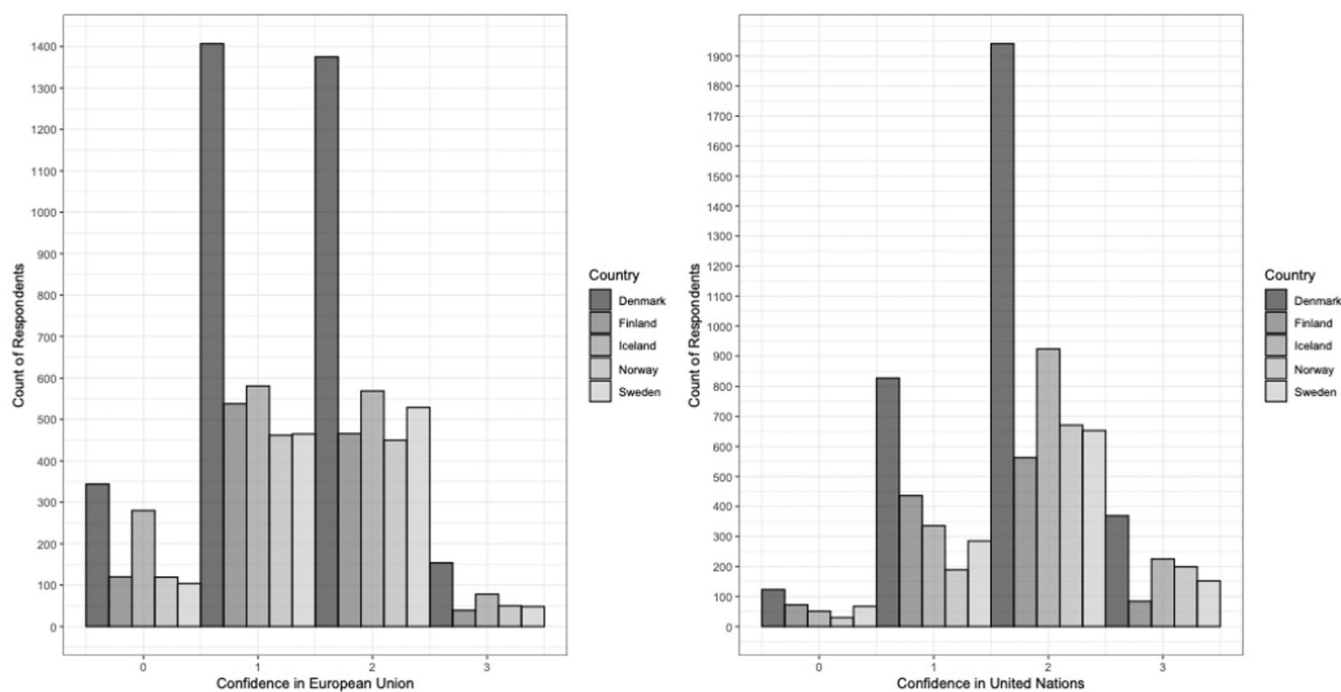 1400
1300
1200
1100
1000
900
800
700
600
500
400
300
200
100
0
Count of Respondents
0 1 2 3
Confidence in European Union
Country
Denmark
Finland
Iceland
Norway
Sweden
1900
1800
1700
1600
1500
1400
1300
1200
1100
1000
900
800
700
600
500
400
300
200
100
0
Count of Respondents
0 1 2 3
Confidence in United Nations
Country
Denmark
Finland
Iceland
Norway
Sweden